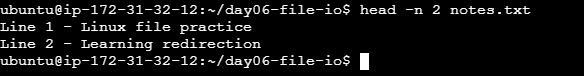 ubuntu@ip-172-31-32-12:~/day06-file-io$ head -n 2 notes.txt
Line 1 - Linux file practice
Line 2 - Learning redirection
ubuntu@ip-172-31-32-12:~/day06-file-io$